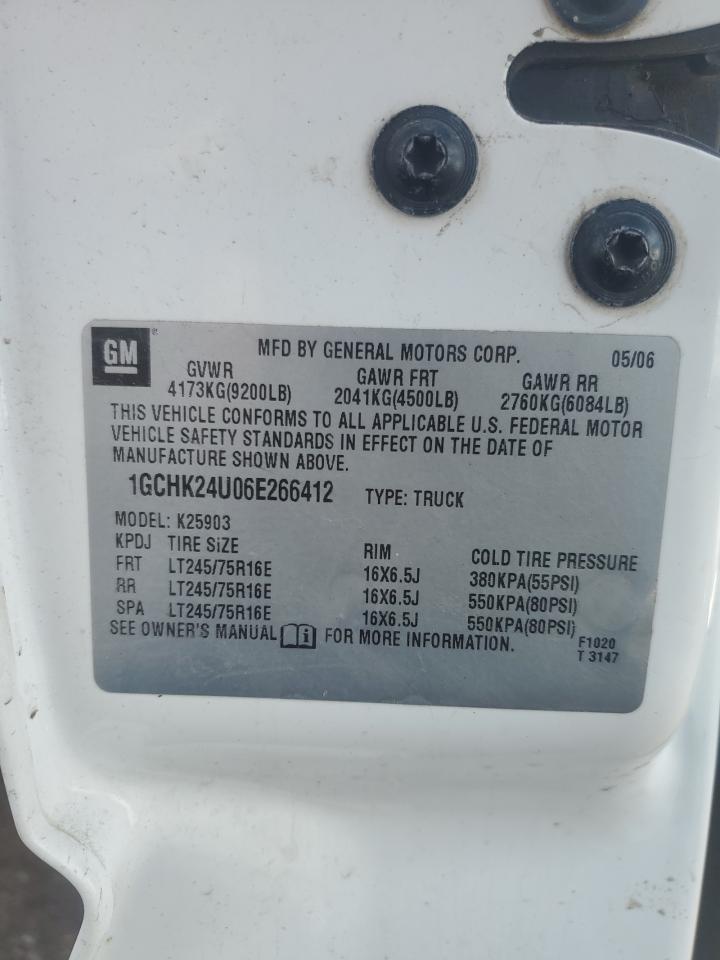 GM ® MFD BY GENERAL MOTORS CORP. 05/06
GVWR GAWR FRT GAWR RR
4173KG(9200LB) 2041KG(4500LB) 2760KG(6084LB)
THIS VEHICLE CONFORMS TO ALL APPLICABLE U.S. FEDERAL MOTOR
VEHICLE SAFETY STANDARDS IN EFFECT ON THE DATE OF
MANUFACTURE SHOWN ABOVE.
1GCHK24U06E266412 TYPE: TRUCK
MODEL: K25903
KPDJ TIRE SIZE RIM COLD TIRE PRESSURE
FRT LT245/75R16E 16X6.5J 380KPA(55PSI)
RR LT245/75R16E 16X6.5J 550KPA(80PSI)
SPA LT245/75R16E 16X6.5J 550KPA(80PSI)
SEE OWNER'S MANUAL i FOR MORE INFORMATION. F1020
T 3147